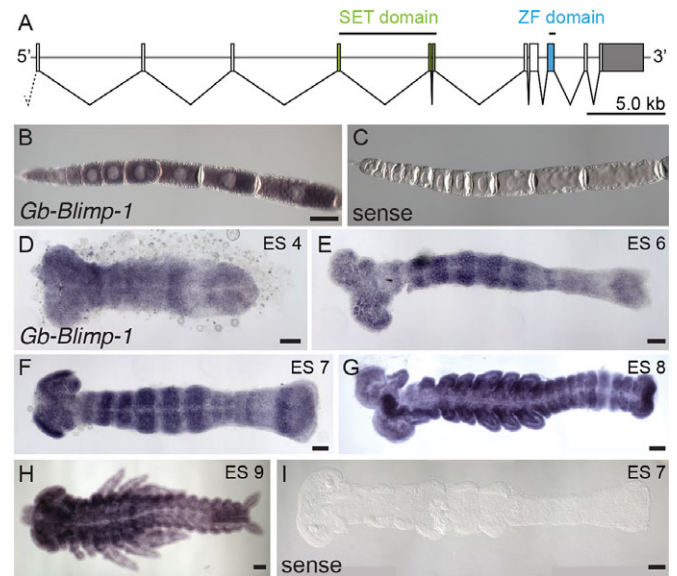 A
SET domain
ZF domain
5'
3'
5.0 kb
B
Gb-Blimp-1
C
sense
D
ES 4
Gb-Blimp-1
E
ES 6
F
ES 7
G
ES 8
H
ES 9
I
ES 7
sense